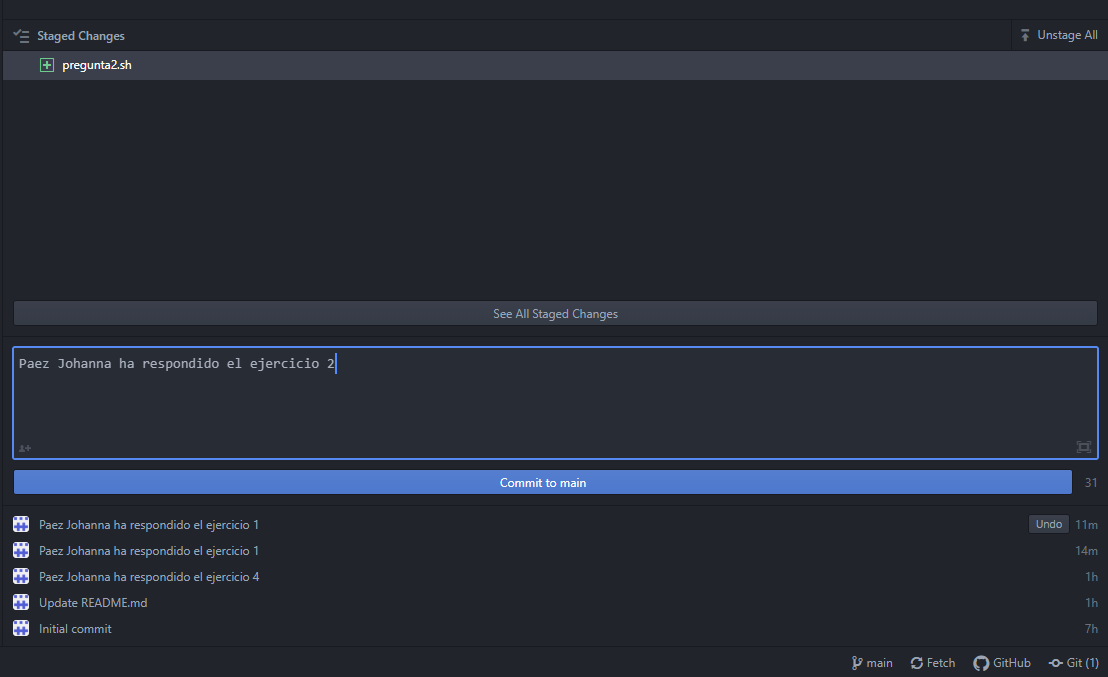 Staged Changes Unstage All
pregunta2.sh
See All Staged Changes
Paez Johanna ha respondido el ejercicio 2
Commit to main 31
Paez Johanna ha respondido el ejercicio 1 Undo 11m
Paez Johanna ha respondido el ejercicio 1 14m
Paez Johanna ha respondido el ejercicio 4 1h
Update README.md 1h
Initial commit 7h
main Fetch GitHub Git (1)